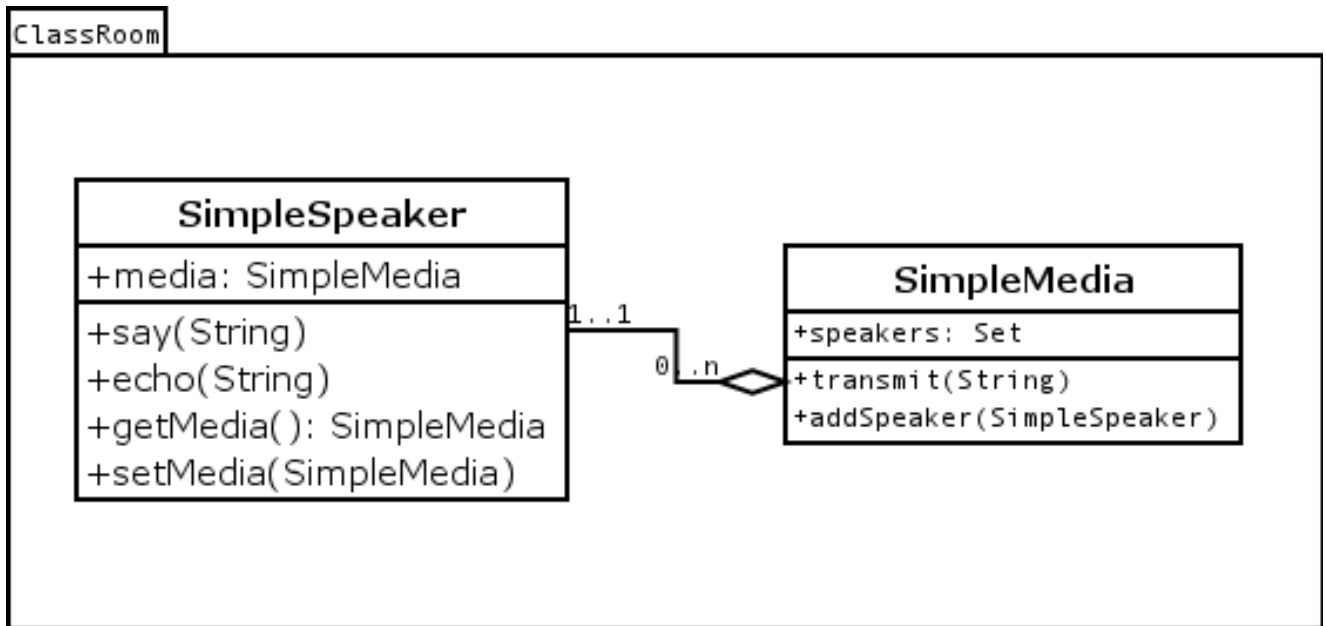 ClassRoom
SimpleSpeaker
+media: SimpleMedia
+say(String)
+echo(String)
+getMedia(): SimpleMedia
+setMedia(SimpleMedia)
1..1
0..n
SimpleMedia
+speakers: Set
+transmit(String)
+addSpeaker(SimpleSpeaker)